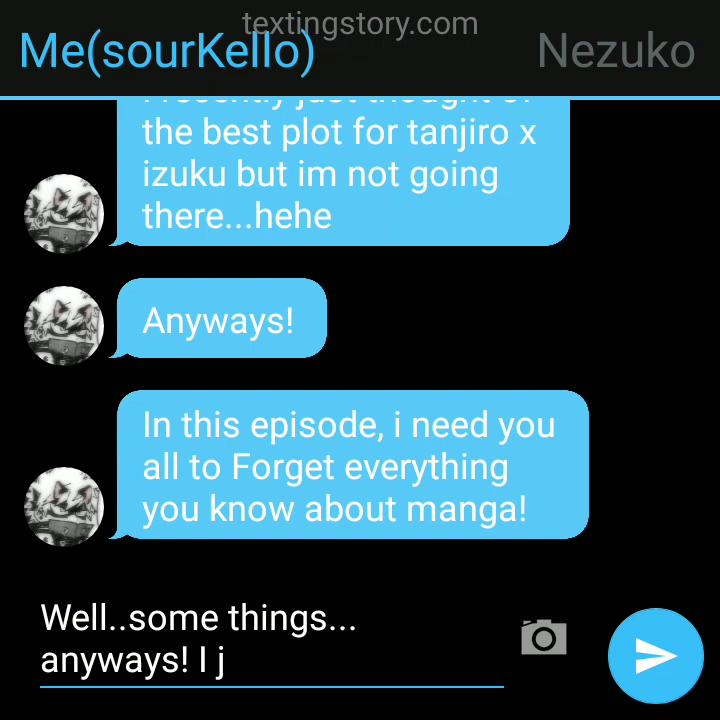 textingstory.com
Me(sourKello)
Nezuko
the best plot for tanjiro x
izuku but im not going
there...hehe
Anyways!
In this episode, i need you
all to Forget everything
you know about manga!
Well..some things...
anyways! I j